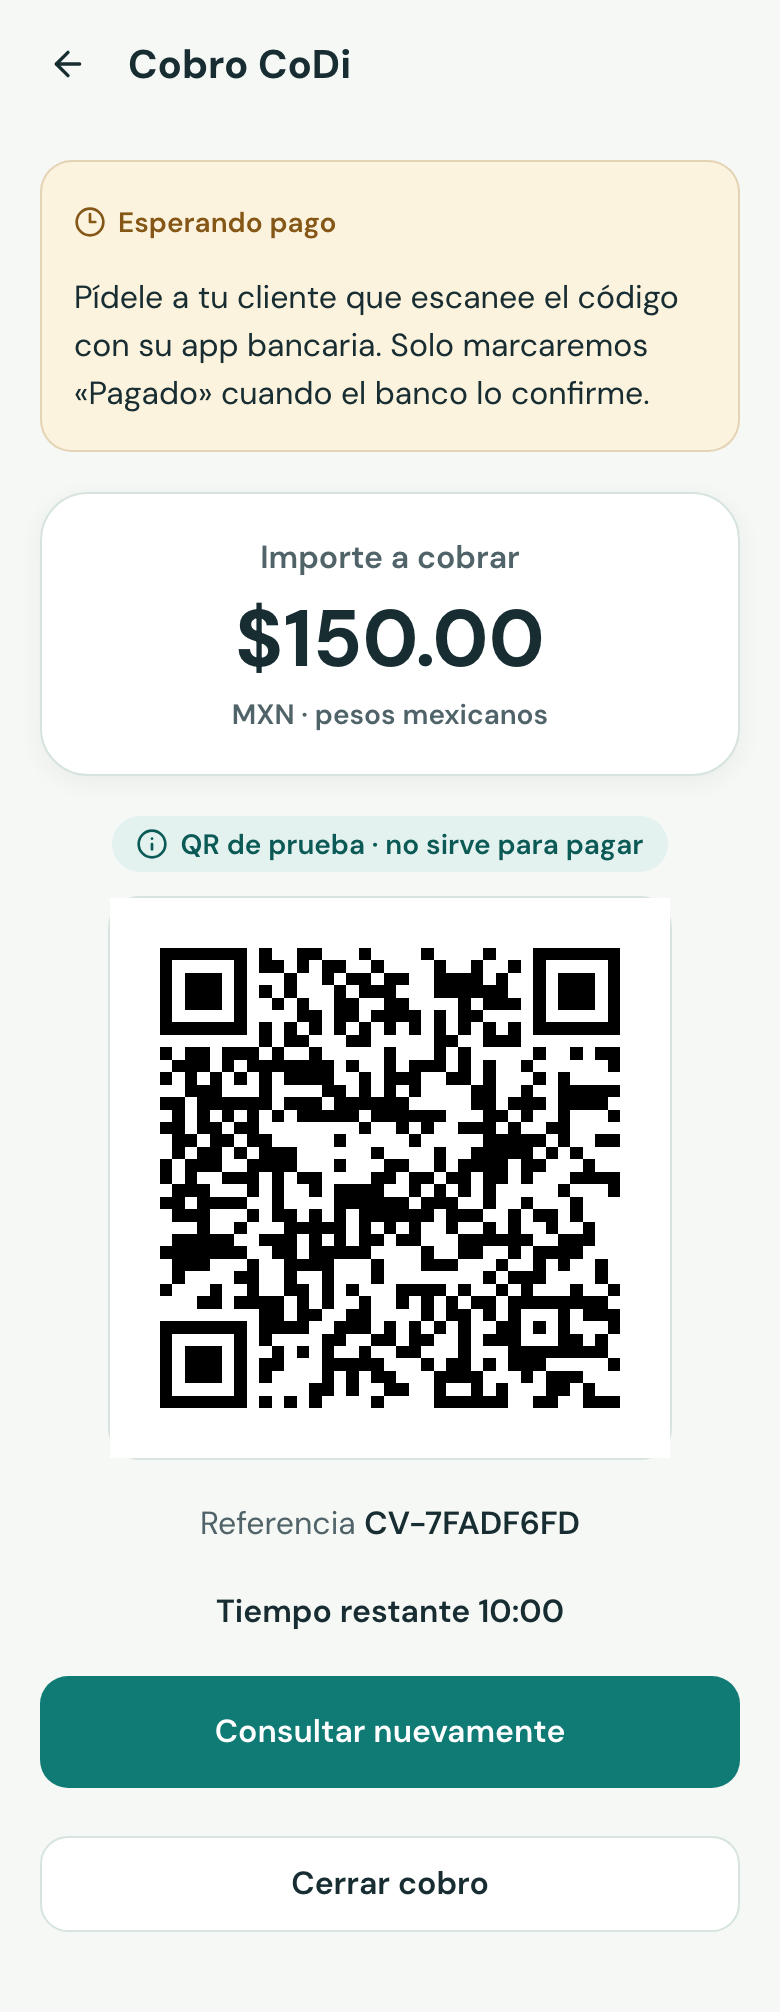 Cobro CoDi
Esperando pago
Pídele a tu cliente que escanee el código
con su app bancaria. Solo marcaremos
«Pagado» cuando el banco lo confirme.
Importe a cobrar
$150.00
MXN · pesos mexicanos
QR de prueba · no sirve para pagar
Referencia CV-7FADF6FD
Tiempo restante 10:00
Consultar nuevamente
Cerrar cobro